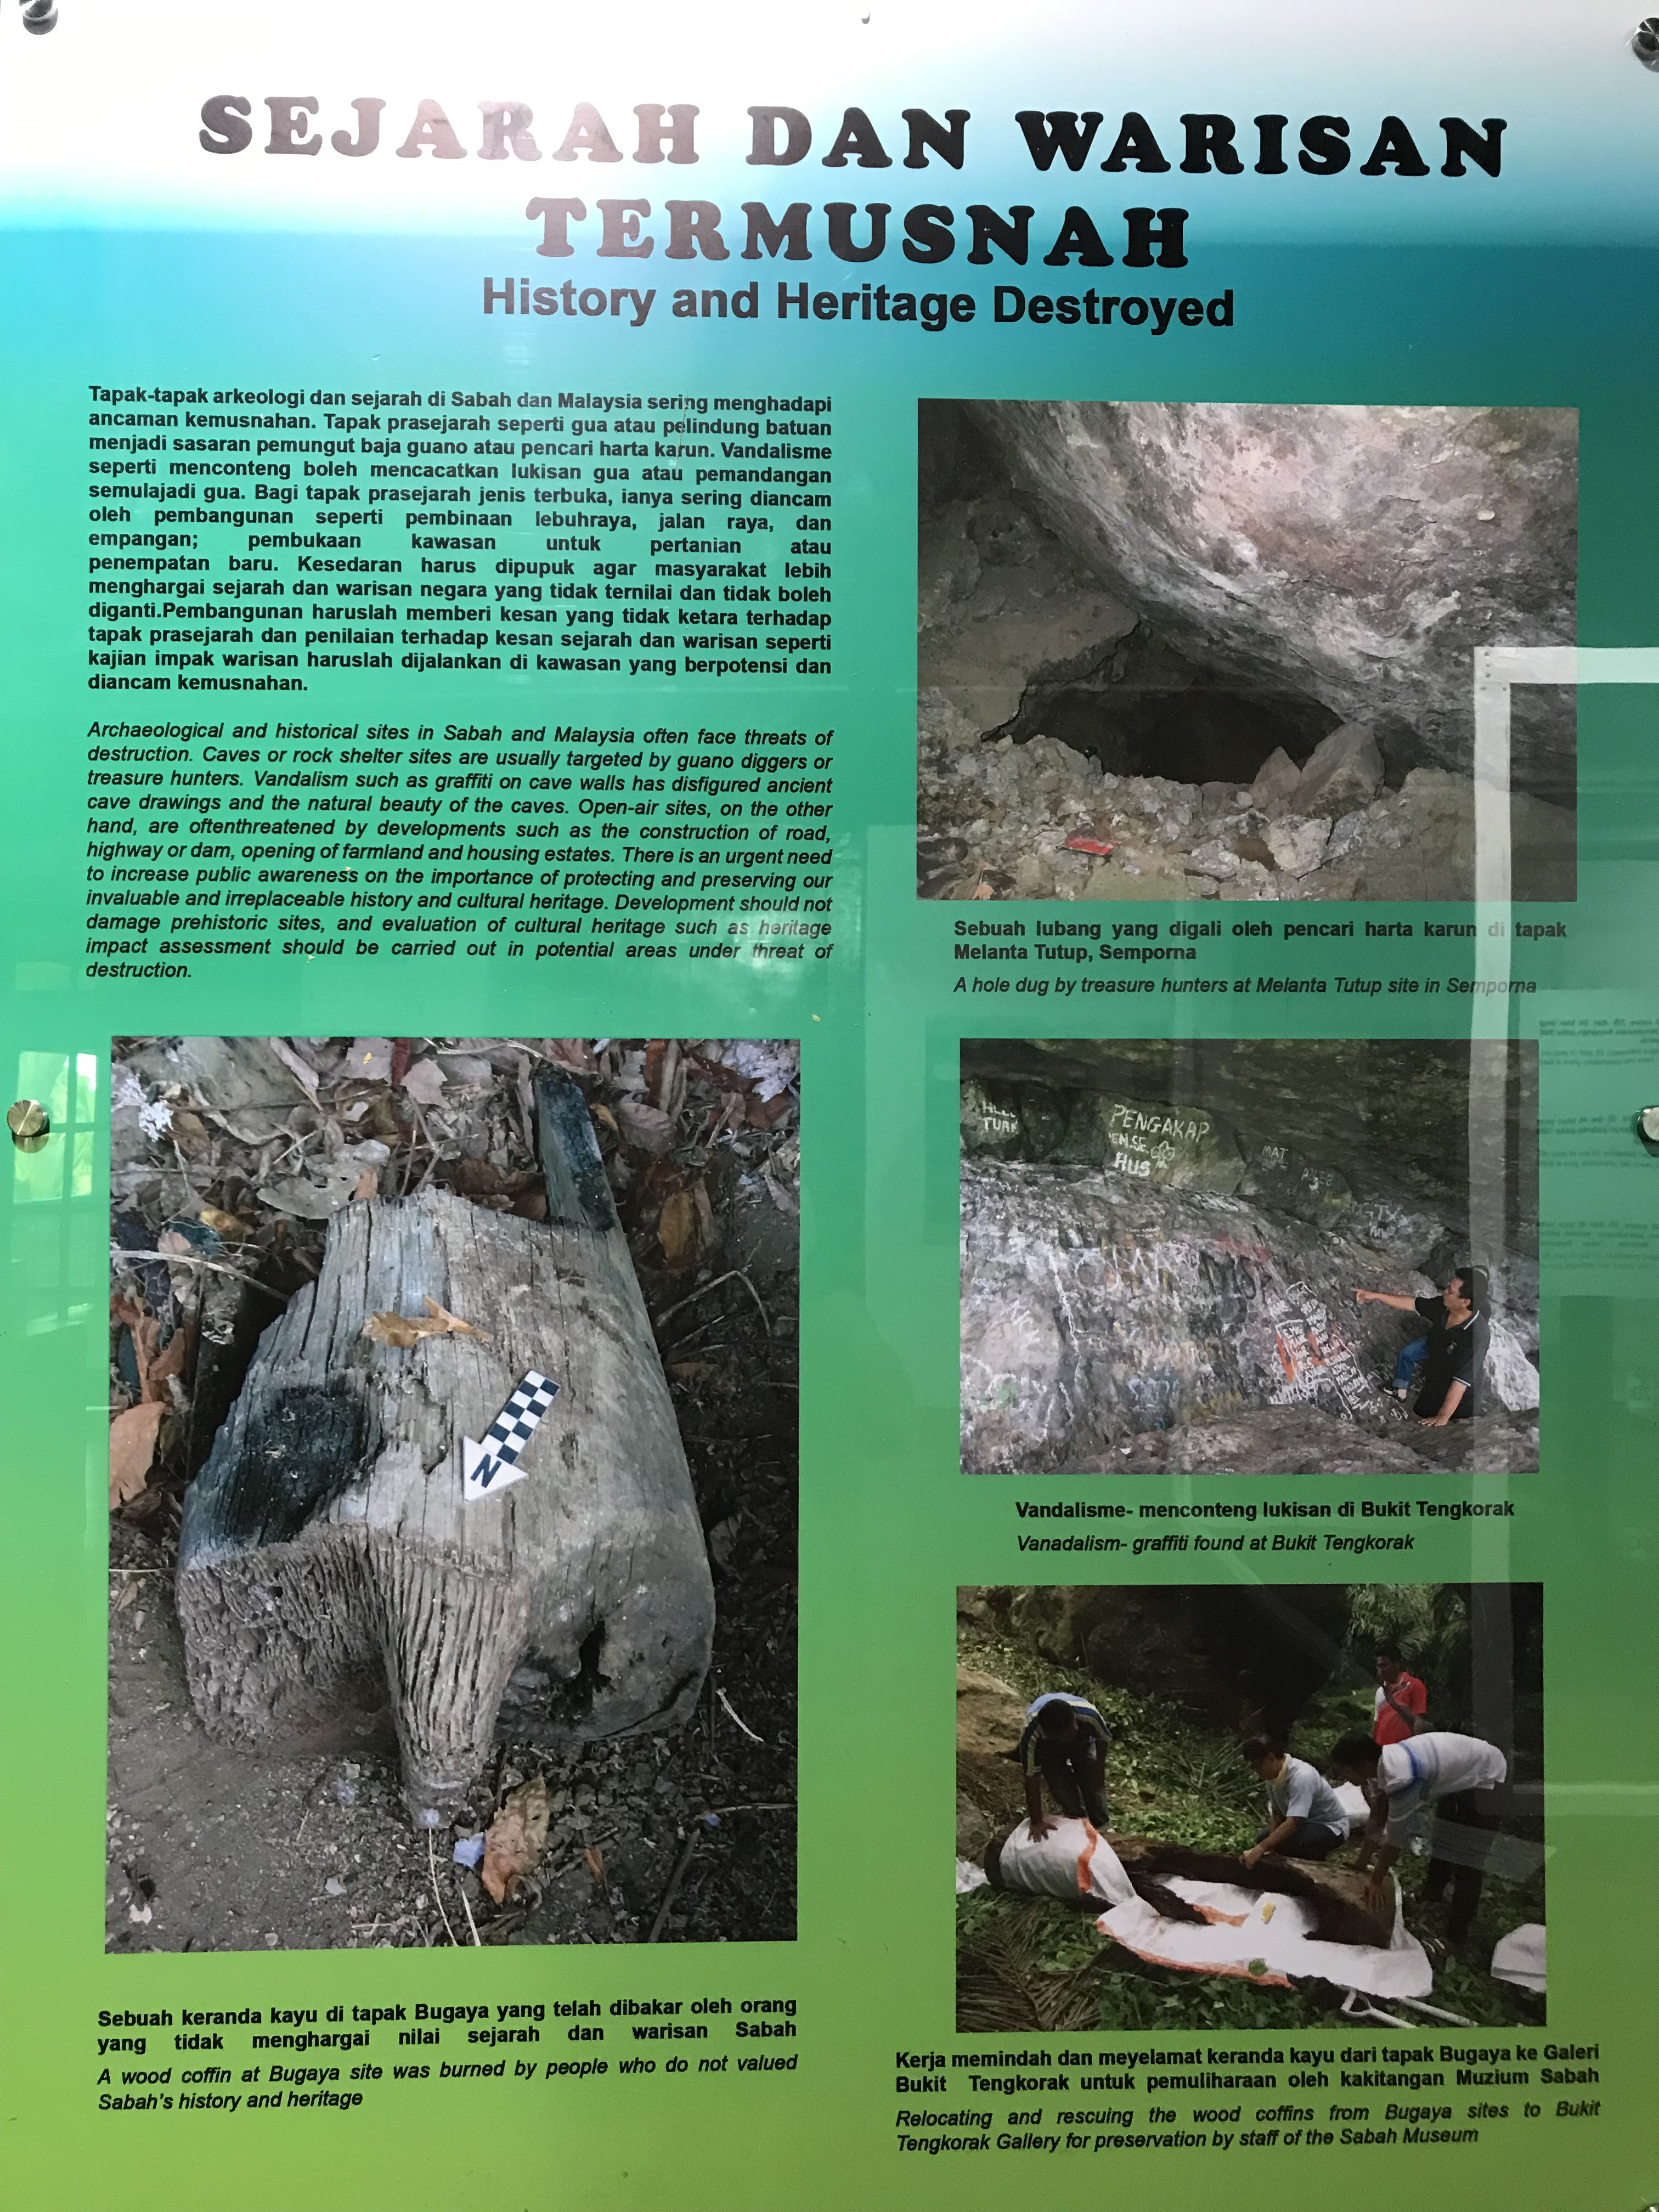 SEJARAH DAN WARISAN
TERMUSNAH
History and Heritage Destroyed
Tapak-tapak arkeologi dan sejarah di Sabah dan Malaysia sering menghadapi
ancaman kemusnahan. Tapak prasejarah seperti gua atau pelindung batuan
menjadi sasaran pemungut baja guano atau pencari harta karun. Vandalisme
seperti menconteng boleh mencacatkan lukisan gua atau pemandangan
semulajadi gua. Bagi tapak prasejarah jenis terbuka, ianya sering diancam
oleh pembangunan seperti pembinaan lebuhraya, jalan raya, dan
empangan; pembukaan kawasan untuk pertanian atau
penempatan baru. Kesedaran harus dipupuk agar masyarakat lebih
menghargai sejarah dan warisan negara yang tidak ternilai dan tidak boleh
diganti.Pembangunan haruslah memberi kesan yang tidak ketara terhadap
tapak prasejarah dan penilaian terhadap kesan sejarah dan warisan seperti
kajian impak warisan haruslah dijalankan di kawasan yang berpotensi dan
diancam kemusnahan.
Archaeological and historical sites in Sabah and Malaysia often face threats of
destruction. Caves or rock shelter sites are usually targeted by guano diggers or
treasure hunters. Vandalism such as graffiti on cave walls has disfigured ancient
cave drawings and the natural beauty of the caves. Open-air sites, on the other
hand, are oftenthreatened by developments such as the construction of road,
highway or dam, opening of farmland and housing estates. There is an urgent need
to increase public awareness on the importance of protecting and preserving our
invaluable and irreplaceable history and cultural heritage. Development should not
damage prehistoric sites, and evaluation of cultural heritage such as heritage
impact assessment should be carried out in potential areas under threat of
destruction.
Sebuah lubang yang digali oleh pencari harta karun di tapak
Melanta Tutup, Semporna
A hole dug by treasure hunters at Melanta Tutup site in Semporna
PENGAKAP
HUS
MAT
Vandalisme- menconteng lukisan di Bukit Tengkorak
Vanadalism- graffiti found at Bukit Tengkorak
N
Sebuah keranda kayu di tapak Bugaya yang telah dibakar oleh orang
yang tidak menghargai nilai sejarah dan warisan Sabah
A wood coffin at Bugaya site was burned by people who do not valued
Sabah's history and heritage
Kerja memindah dan meyelamat keranda kayu dari tapak Bugaya ke Galeri
Bukit Tengkorak untuk pemuliharaan oleh kakitangan Muzium Sabah
Relocating and rescuing the wood coffins from Bugaya sites to Bukit
Tengkorak Gallery for preservation by staff of the Sabah Museum